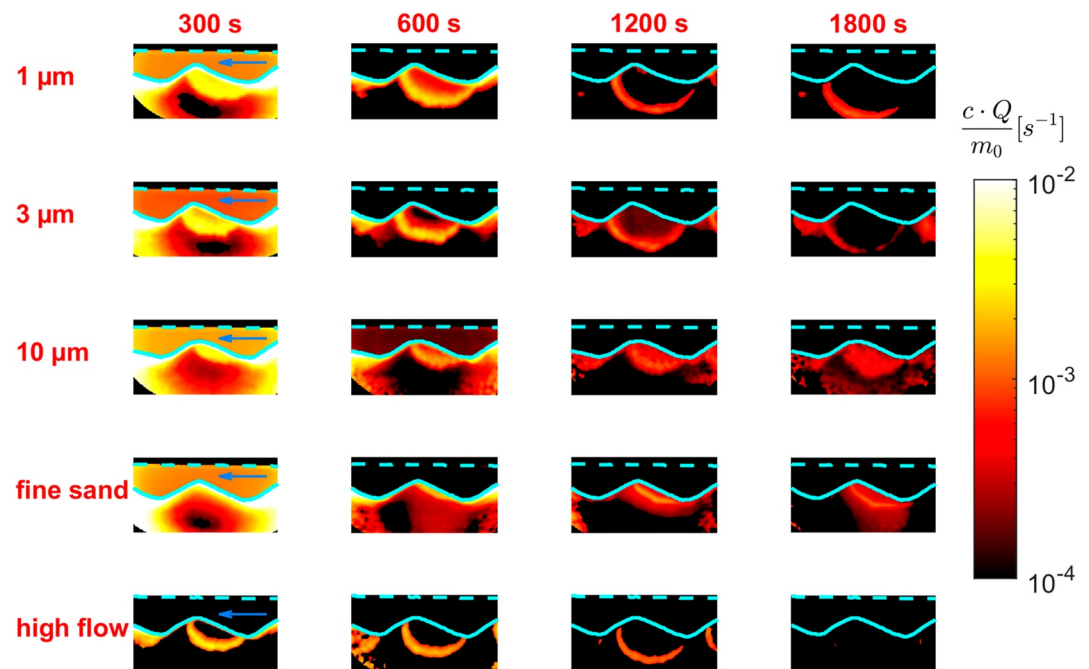 300 s 600 s 1200 s 1800 s
1 µm
c · Q
m₀ [s⁻¹]
10⁻²
3 µm
10 µm
10⁻³
fine sand
10⁻⁴
high flow